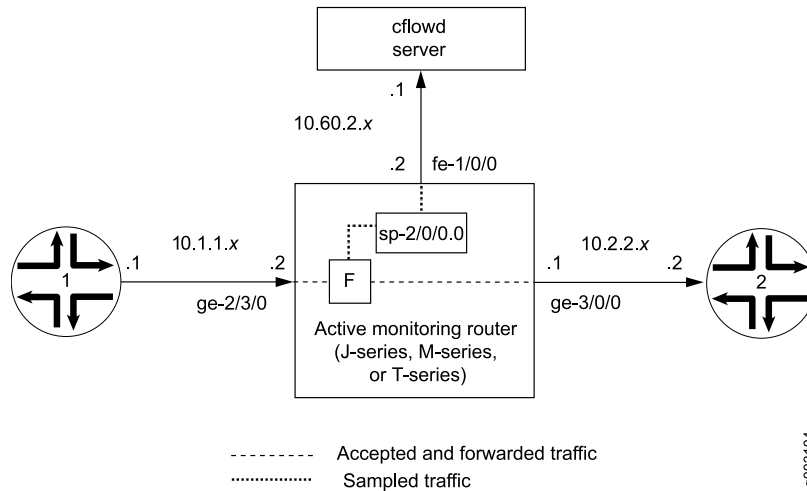 cflowd
server
.1
10.60.2.x
.2
fe-1/0/0
sp-2/0/0.0
10.1.1.x
10.2.2.x
.1
.2
.1
.2
1
F
2
ge-2/3/0
ge-3/0/0
Active monitoring router
(J-series, M-series,
or T-series)
Accepted and forwarded traffic
Sampled traffic